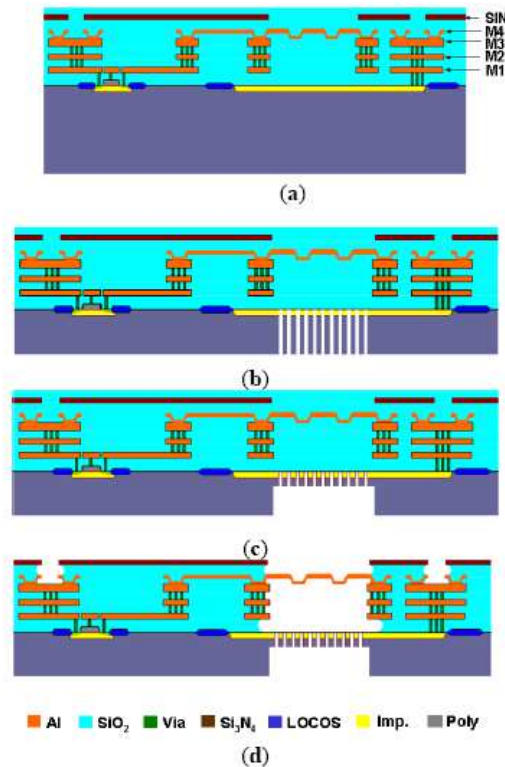 SIN
M4
M3
M2
M1
(a)
(b)
(c)
Al SiO2 Via Si3N4 LOCOS Imp. Poly
(d)